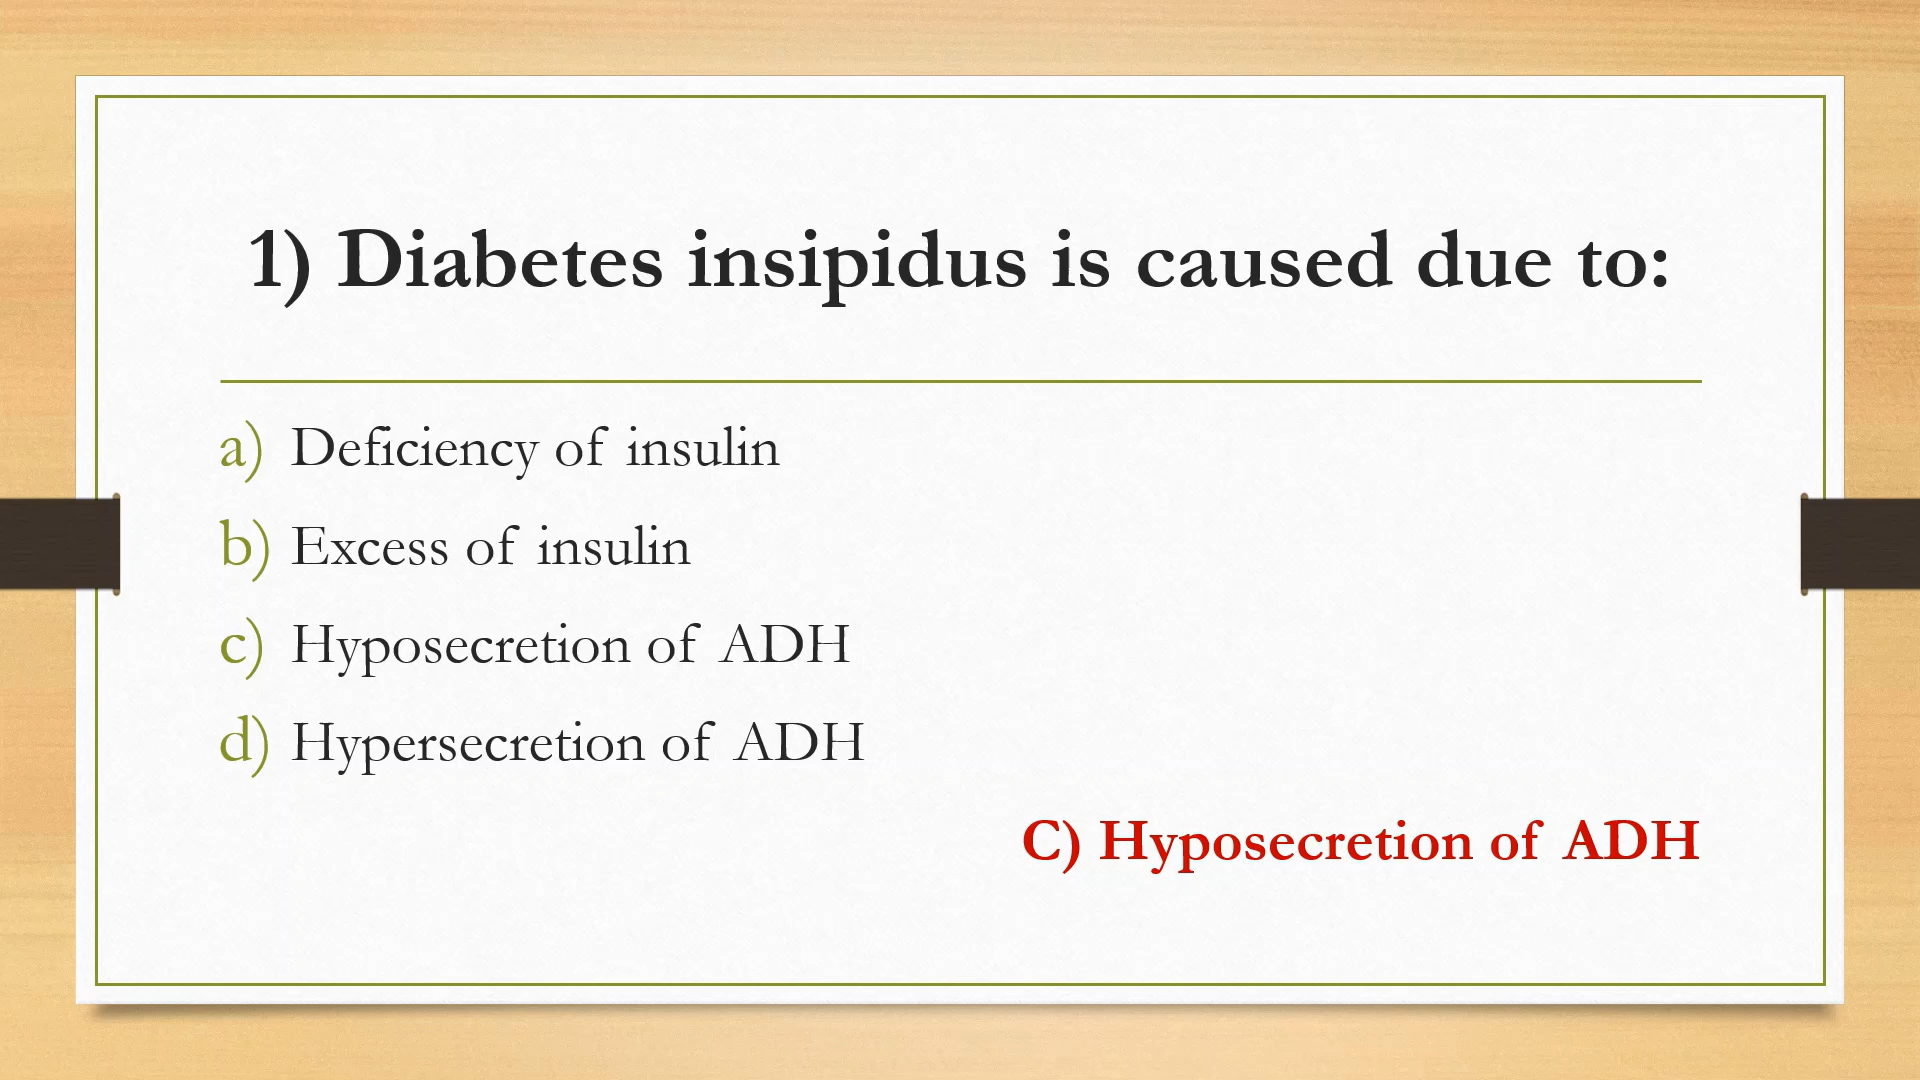 1) Diabetes insipidus is caused due to:
a) Deficiency of insulin
b) Excess of insulin
c) Hyposecretion of ADH
d) Hypersecretion of ADH
C) Hyposecretion of ADH